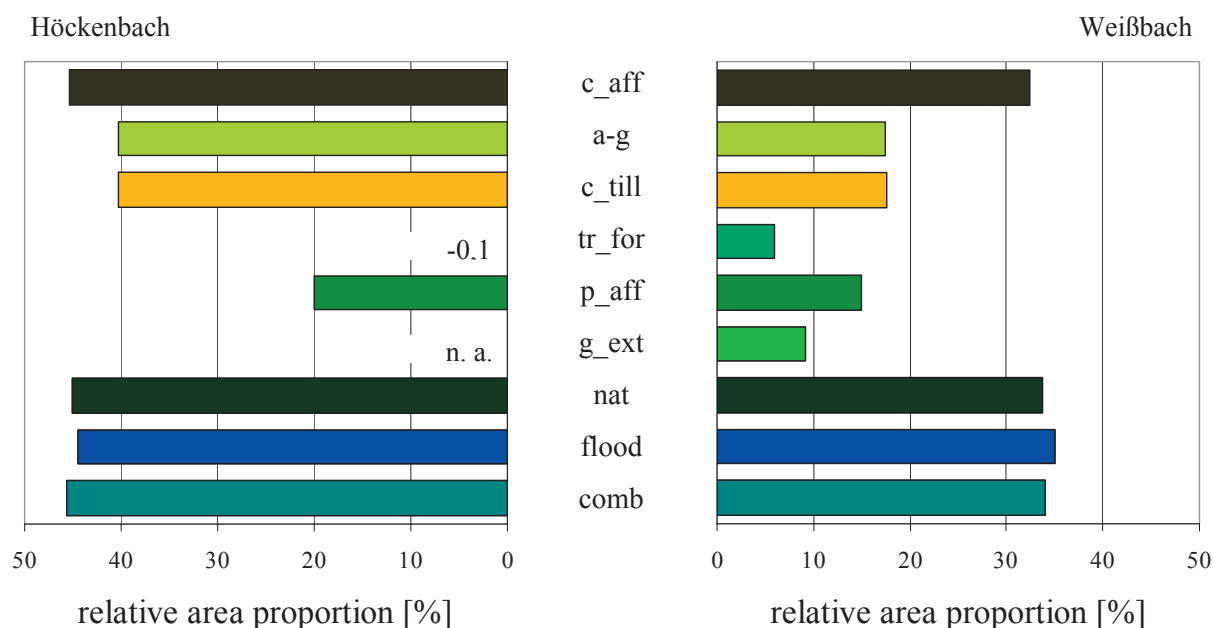 Höckenbach
Weißbach
c_aff
a-g
c_till
tr_for
-0,1
p_aff
g_ext
n. a.
nat
flood
comb
50 40 30 20 10 0
0 10 20 30 40 50
relative area proportion [%]
relative area proportion [%]